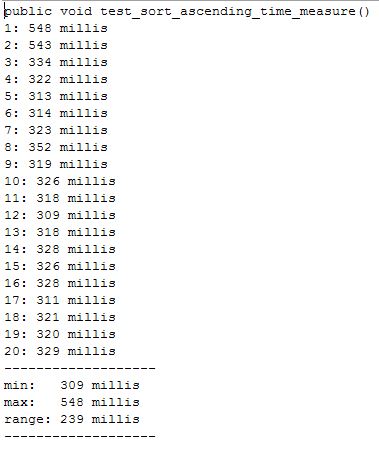 public void test_sort_ascending_time_measure()
1: 548 millis
2: 543 millis
3: 334 millis
4: 322 millis
5: 313 millis
6: 314 millis
7: 323 millis
8: 352 millis
9: 319 millis
10: 326 millis
11: 318 millis
12: 309 millis
13: 318 millis
14: 328 millis
15: 326 millis
16: 328 millis
17: 311 millis
18: 321 millis
19: 320 millis
20: 329 millis
-------------------
min:   309 millis
max:   548 millis
range: 239 millis
-------------------